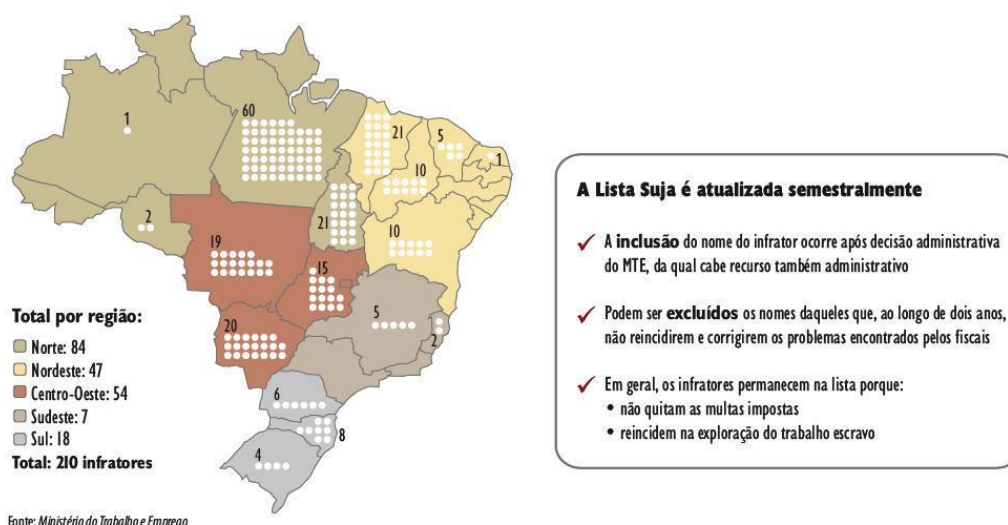 1
60
21
5
1
10
2
21
10
19
15
20
5
2
6
8
4
Total por região:
Norte: 84
Nordeste: 47
Centro-Oeste: 54
Sudeste: 7
Sul: 18
Total: 210 infratores
Fonte: Ministério do Trabalho e Emprego
A Lista Suja é atualizada semestralmente
✓ A inclusão do nome do infrator ocorre após decisão administrativa
do MTE, da qual cabe recurso também administrativo
✓ Podem ser excluídos os nomes daqueles que, ao longo de dois anos,
não reincidirem e corrigirem os problemas encontrados pelos fiscais
✓ Em geral, os infratores permanecem na lista porque:
• não quitam as multas impostas
• reincidem na exploração do trabalho escravo